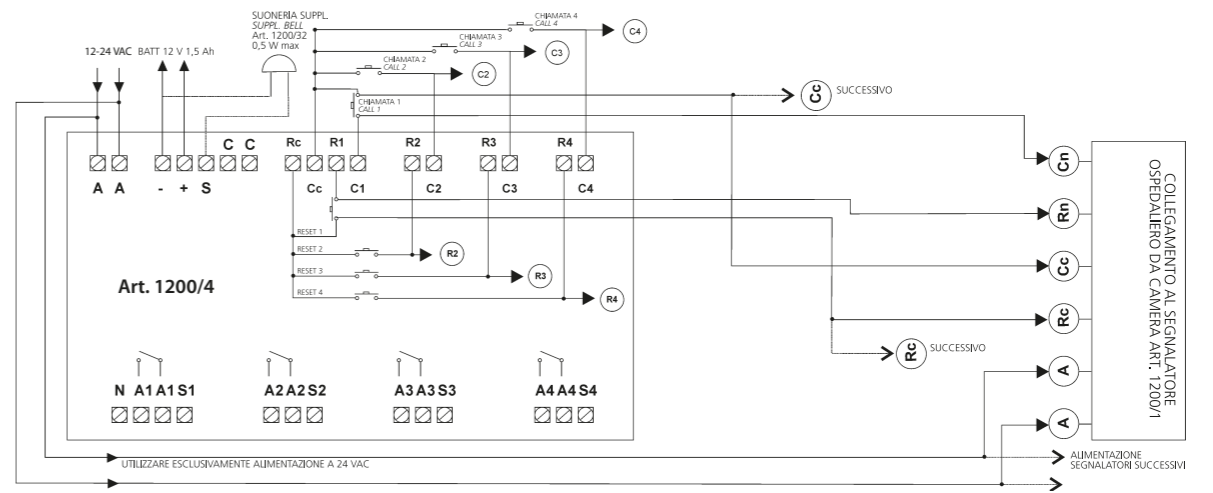 SUONERIA SUPPL.
SUPPL. BELL
Art. 1200/32
0,5 W max
12-24 VAC BATT 12 V 1,5 Ah
CHIAMATA 4
CALL 4
C4
CHIAMATA 3
CALL 3
C3
CHIAMATA 2
CALL 2
C2
CHIAMATA 1
CALL 1
Cc SUCCESSIVO
C C Rc R1 R2 R3 R4
A A - + S Cc C1 C2 C3 C4
RESET 1
RESET 2
R2
RESET 3
R3
RESET 4
R4
Art. 1200/4
Rc SUCCESSIVO
N A1 A1 S1 A2 A2 S2 A3 A3 S3 A4 A4 S4
UTILIZZARE ESCLUSIVAMENTE ALIMENTAZIONE A 24 VAC
Cn
Rn
Cc
Rc
A
A
COLLEGAMENTO AL SEGNALATORE
OSPEDALIERO DA CAMERA ART. 1200/1
ALIMENTAZIONE
SEGNALATORI SUCCESSIVI